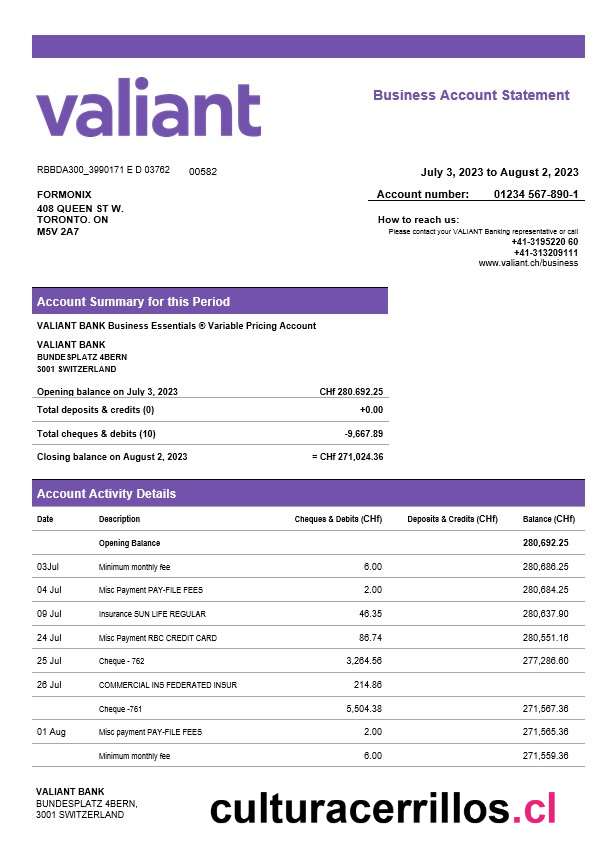 valiant
Business Account Statement
RBBDA300_3990171 E D 03762 00582
July 3, 2023 to August 2, 2023
FORMONIX
Account number: 01234 567-890-1
408 QUEEN ST W.
TORONTO. ON
M5V 2A7
How to reach us:
Please contact your VALIANT Banking representative or call
+41-3195220 60
+41-313209111
www.valiant.ch/business
Account Summary for this Period
VALIANT BANK Business Essentials ® Variable Pricing Account
VALIANT BANK
BUNDESPLATZ 4BERN
3001 SWITZERLAND
Opening balance on July 3, 2023 CHf 280.692.25
Total deposits & credits (0) +0.00
Total cheques & debits (10) -9,667.89
Closing balance on August 2, 2023 = CHf 271,024.36
Account Activity Details
Date Description Cheques & Debits (CHf) Deposits & Credits (CHf) Balance (CHf)
Opening Balance 280,692.25
03Jul Minimum monthly fee 6.00 280,686.25
04 Jul Misc Payment PAY-FILE FEES 2.00 280,684.25
09 Jul Insurance SUN LIFE REGULAR 46.35 280,637.90
24 Jul Misc Payment RBC CREDIT CARD 86.74 280,551.16
25 Jul Cheque - 762 3,264.56 277,286.60
26 Jul COMMERCIAL INS FEDERATED INSUR 214.86
Cheque -761 5,504.38 271,567.36
01 Aug Misc payment PAY-FILE FEES 2.00 271,565.36
Minimum monthly fee 6.00 271,559.36
VALIANT BANK
BUNDESPLATZ 4BERN,
3001 SWITZERLAND
culturacerrillos.cl